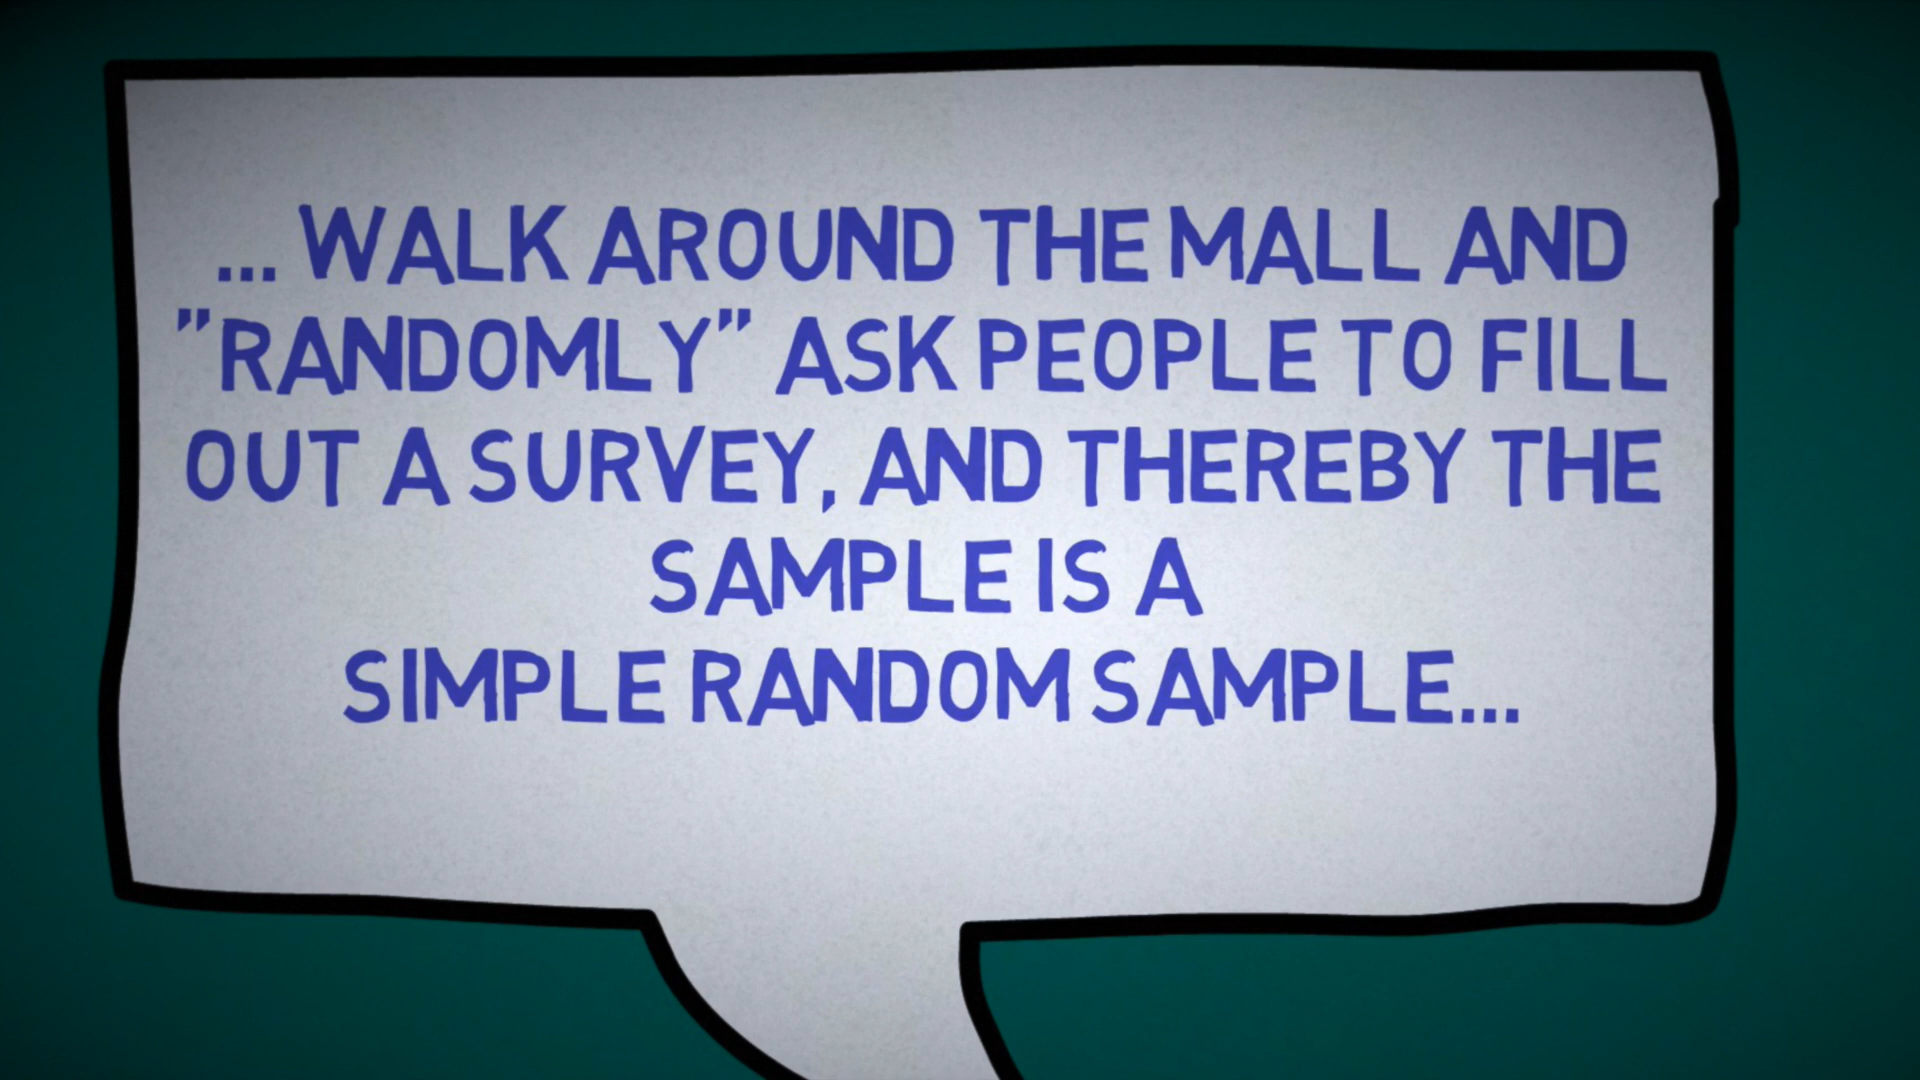 ... WALK AROUND THE MALL AND
"RANDOMLY" ASK PEOPLE TO FILL
OUT A SURVEY, AND THEREBY THE
SAMPLE IS A
SIMPLE RANDOM SAMPLE...